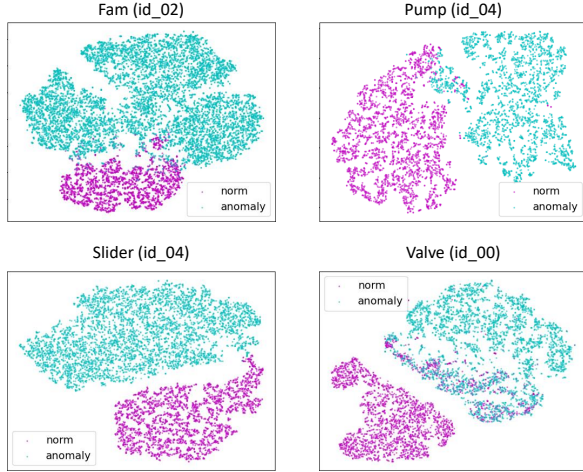 Fam (id_02)
Pump (id_04)
norm
anomaly
norm
anomaly
Slider (id_04)
Valve (id_00)
norm
anomaly
norm
anomaly